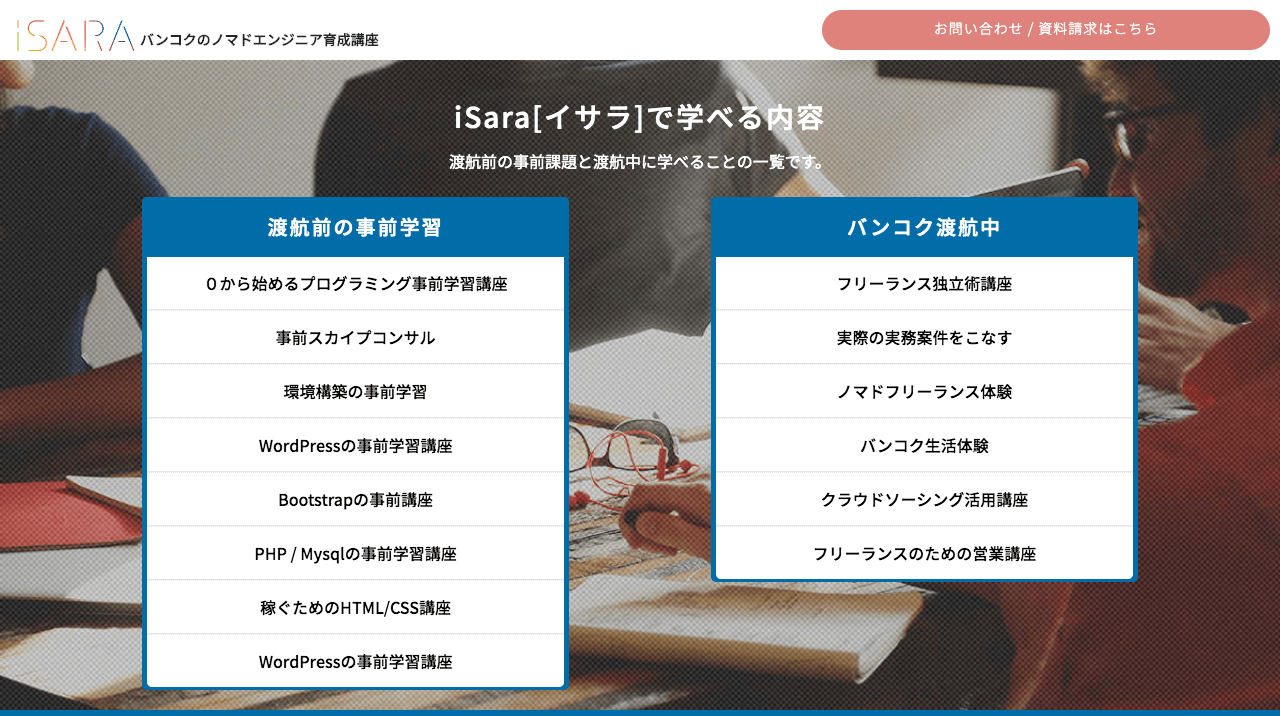 iSARA バンコクのノマドエンジニア育成講座
お問い合わせ / 資料請求はこちら
iSara[イサラ]で学べる内容
渡航前の事前課題と渡航中に学べることの一覧です。
渡航前の事前学習
０から始めるプログラミング事前学習講座
事前スカイプコンサル
環境構築の事前学習
WordPressの事前学習講座
Bootstrapの事前講座
PHP / Mysqlの事前学習講座
稼ぐためのHTML/CSS講座
WordPressの事前学習講座
バンコク渡航中
フリーランス独立術講座
実際の実務案件をこなす
ノマドフリーランス体験
バンコク生活体験
クラウドソーシング活用講座
フリーランスのための営業講座